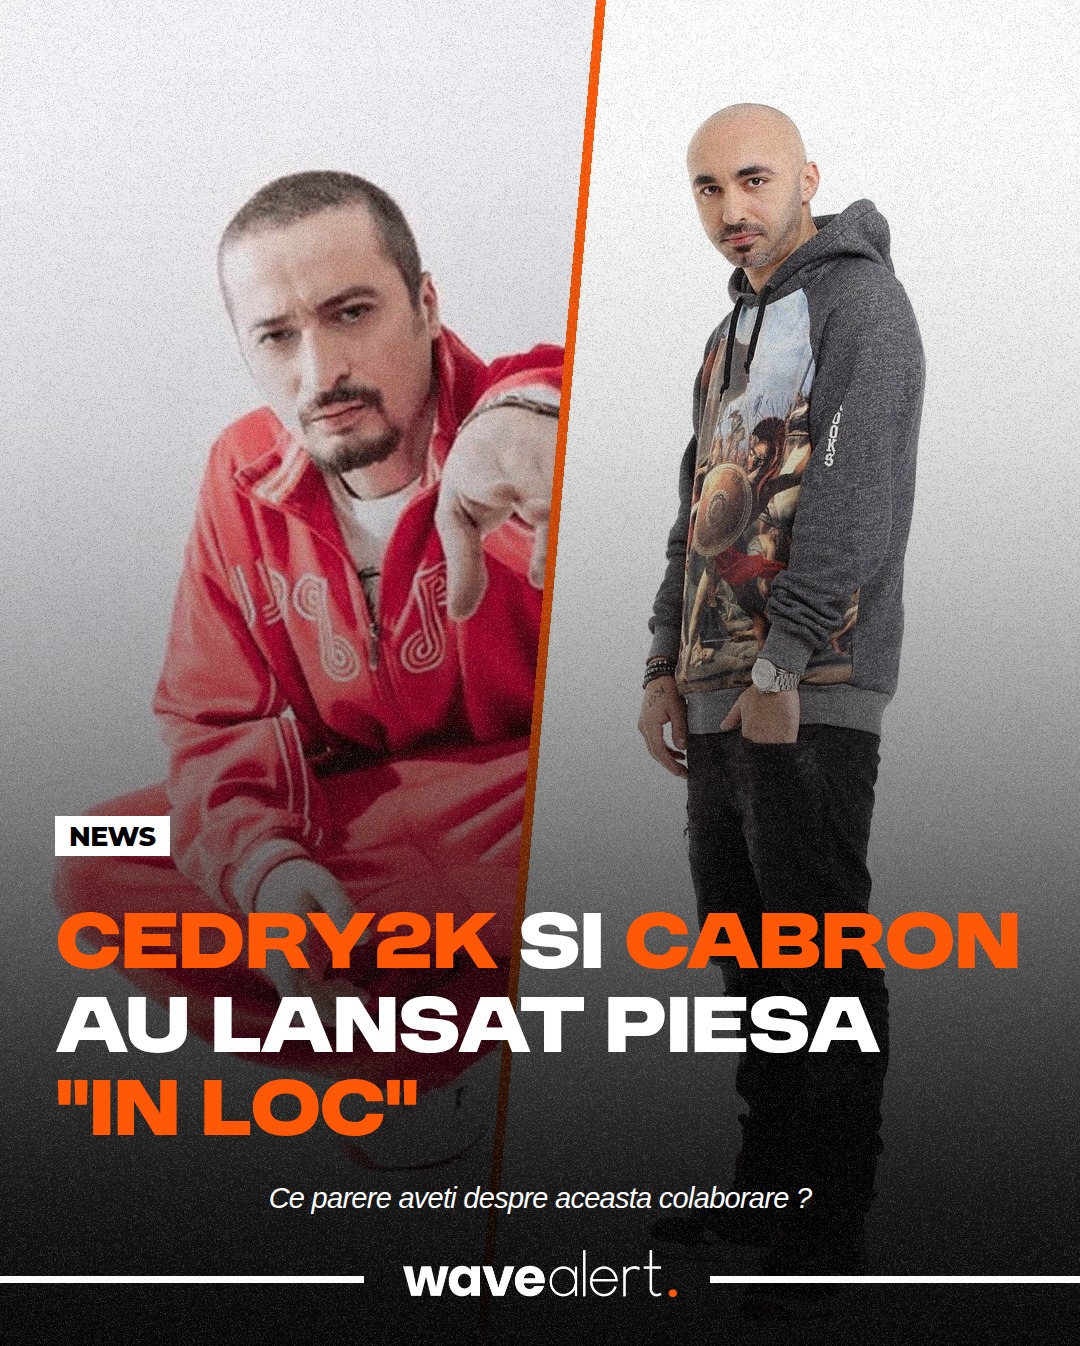 NEWS
CEDRY2K SI CABRON
AU LANSAT PIESA
"IN LOC"
Ce parere aveti despre aceasta colaborare ?
wavealert.